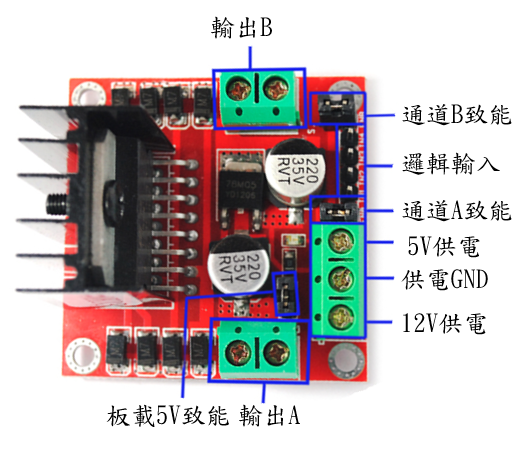 輸出B
通道B致能
邏輯輸入
通道A致能
5V供電
供電GND
12V供電
板載5V致能
輸出A
220
35V
RVT
78M05
220
35V
RVT